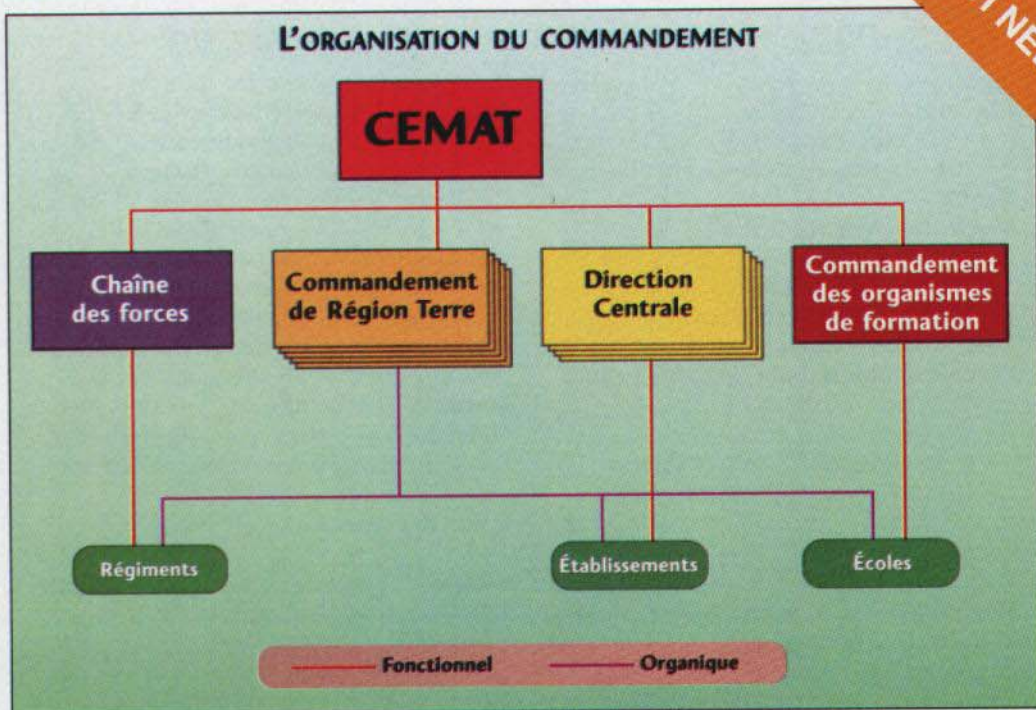 L'ORGANISATION DU COMMANDEMENT
CEMAT
Chaîne
des forces
Commandement
de Région Terre
Direction
Centrale
Commandement
des organismes
de formation
Régiments
Établissements
Écoles
Fonctionnel
Organique